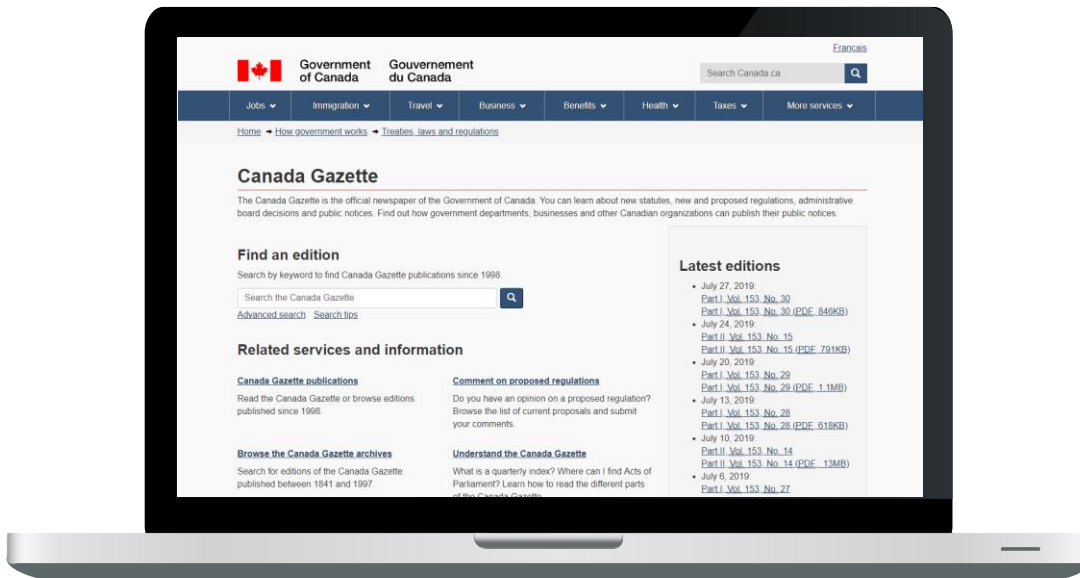 Français
Government of Canada
Gouvernement du Canada
Search Canada.ca
Jobs Immigration Travel Business Benefits Health Taxes More services
Home → How government works → Treaties, laws and regulations
Canada Gazette
The Canada Gazette is the official newspaper of the Government of Canada. You can learn about new statutes, new and proposed regulations, administrative
board decisions and public notices. Find out how government departments, businesses and other Canadian organizations can publish their public notices.
Find an edition
Search by keyword to find Canada Gazette publications since 1998.
Search the Canada Gazette
Advanced search Search tips
Related services and information
Canada Gazette publications
Read the Canada Gazette or browse editions
published since 1998.
Comment on proposed regulations
Do you have an opinion on a proposed regulation?
Browse the list of current proposals and submit
your comments.
Browse the Canada Gazette archives
Search for editions of the Canada Gazette
published between 1841 and 1997.
Understand the Canada Gazette
What is a quarterly index? Where can I find Acts of
Parliament? Learn how to read the different parts
of the Canada Gazette
Latest editions
July 27, 2019:
Part I, Vol. 153, No. 30
Part I, Vol. 153, No. 30 (PDF, 846KB)
July 24, 2019:
Part II, Vol. 153, No. 15
Part II, Vol. 153, No. 15 (PDF, 791KB)
July 20, 2019:
Part I, Vol. 153, No. 29
Part I, Vol. 153, No. 29 (PDF, 1.1MB)
July 13, 2019:
Part I, Vol. 153, No. 28
Part I, Vol. 153, No. 28 (PDF, 618KB)
July 10, 2019:
Part II, Vol. 153, No. 14
Part II, Vol. 153, No. 14 (PDF, 13MB)
July 6, 2019:
Part I, Vol. 153, No. 27